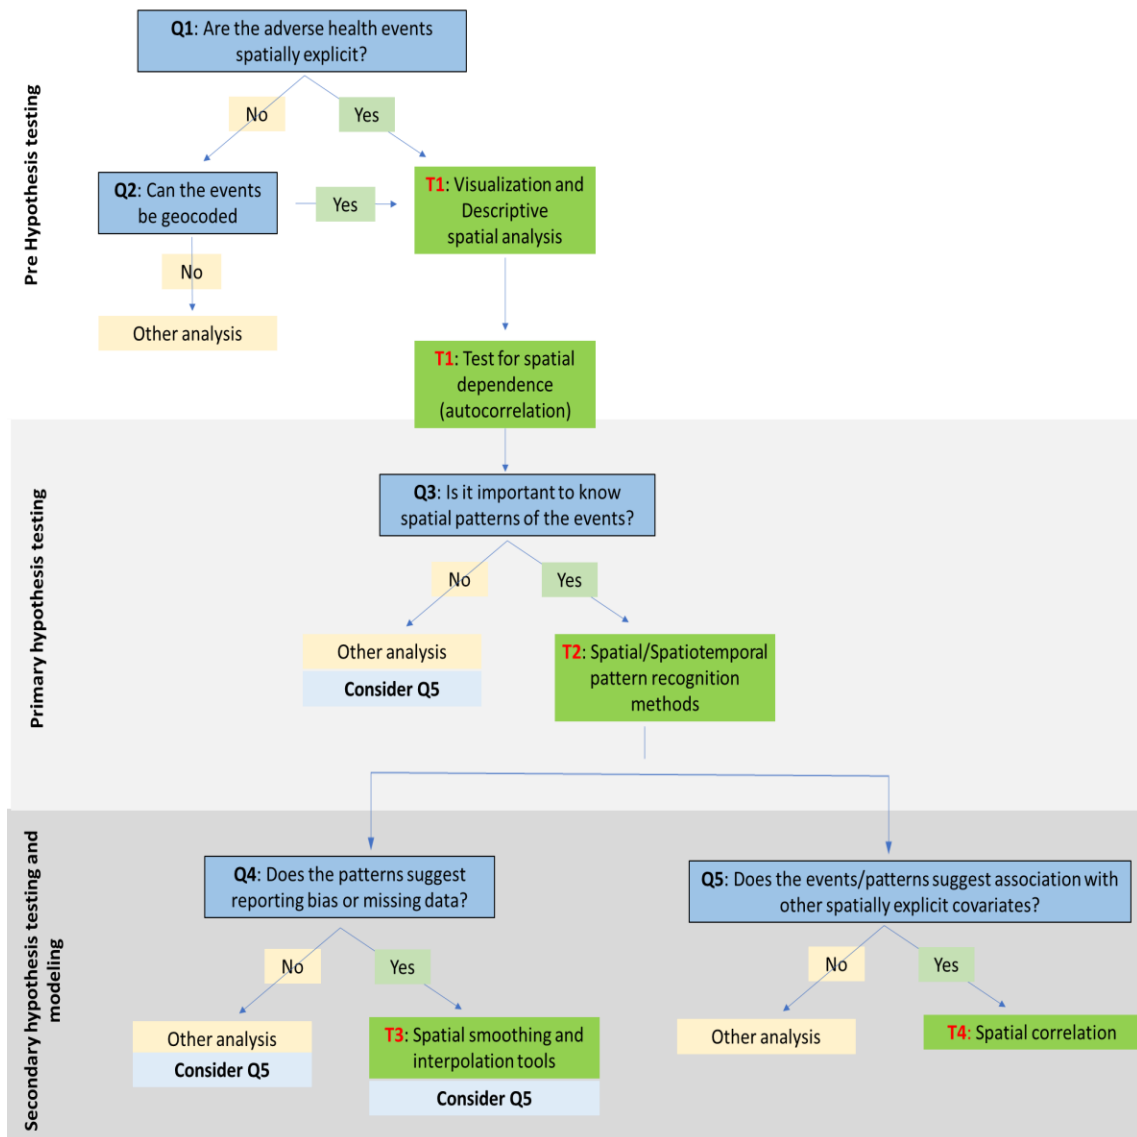 Pre Hypothesis testing
Q1: Are the adverse health events
spatially explicit?
No
Yes
Q2: Can the events
be geocoded
Yes
T1: Visualization and
Descriptive
spatial analysis
No
Other analysis
T1: Test for spatial
dependence
(autocorrelation)
Primary hypothesis testing
Q3: Is it important to know
spatial patterns of the events?
No
Yes
Other analysis
Consider Q5
T2: Spatial/Spatiotemporal
pattern recognition
methods
Secondary hypothesis testing and
modeling
Q4: Does the patterns suggest
reporting bias or missing data?
No
Yes
Other analysis
Consider Q5
T3: Spatial smoothing and
interpolation tools
Consider Q5
Q5: Does the events/patterns suggest association with
other spatially explicit covariates?
No
Yes
Other analysis
T4: Spatial correlation